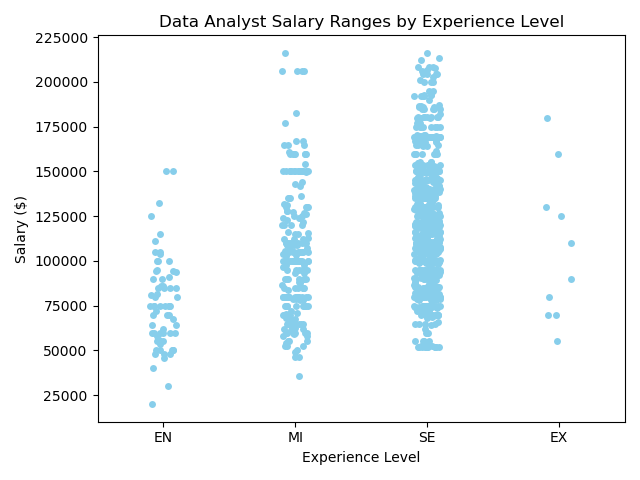 Data Analyst Salary Ranges by Experience Level
225000
200000
175000
150000
125000
100000
75000
50000
25000
Salary ($)
EN MI SE EX
Experience Level